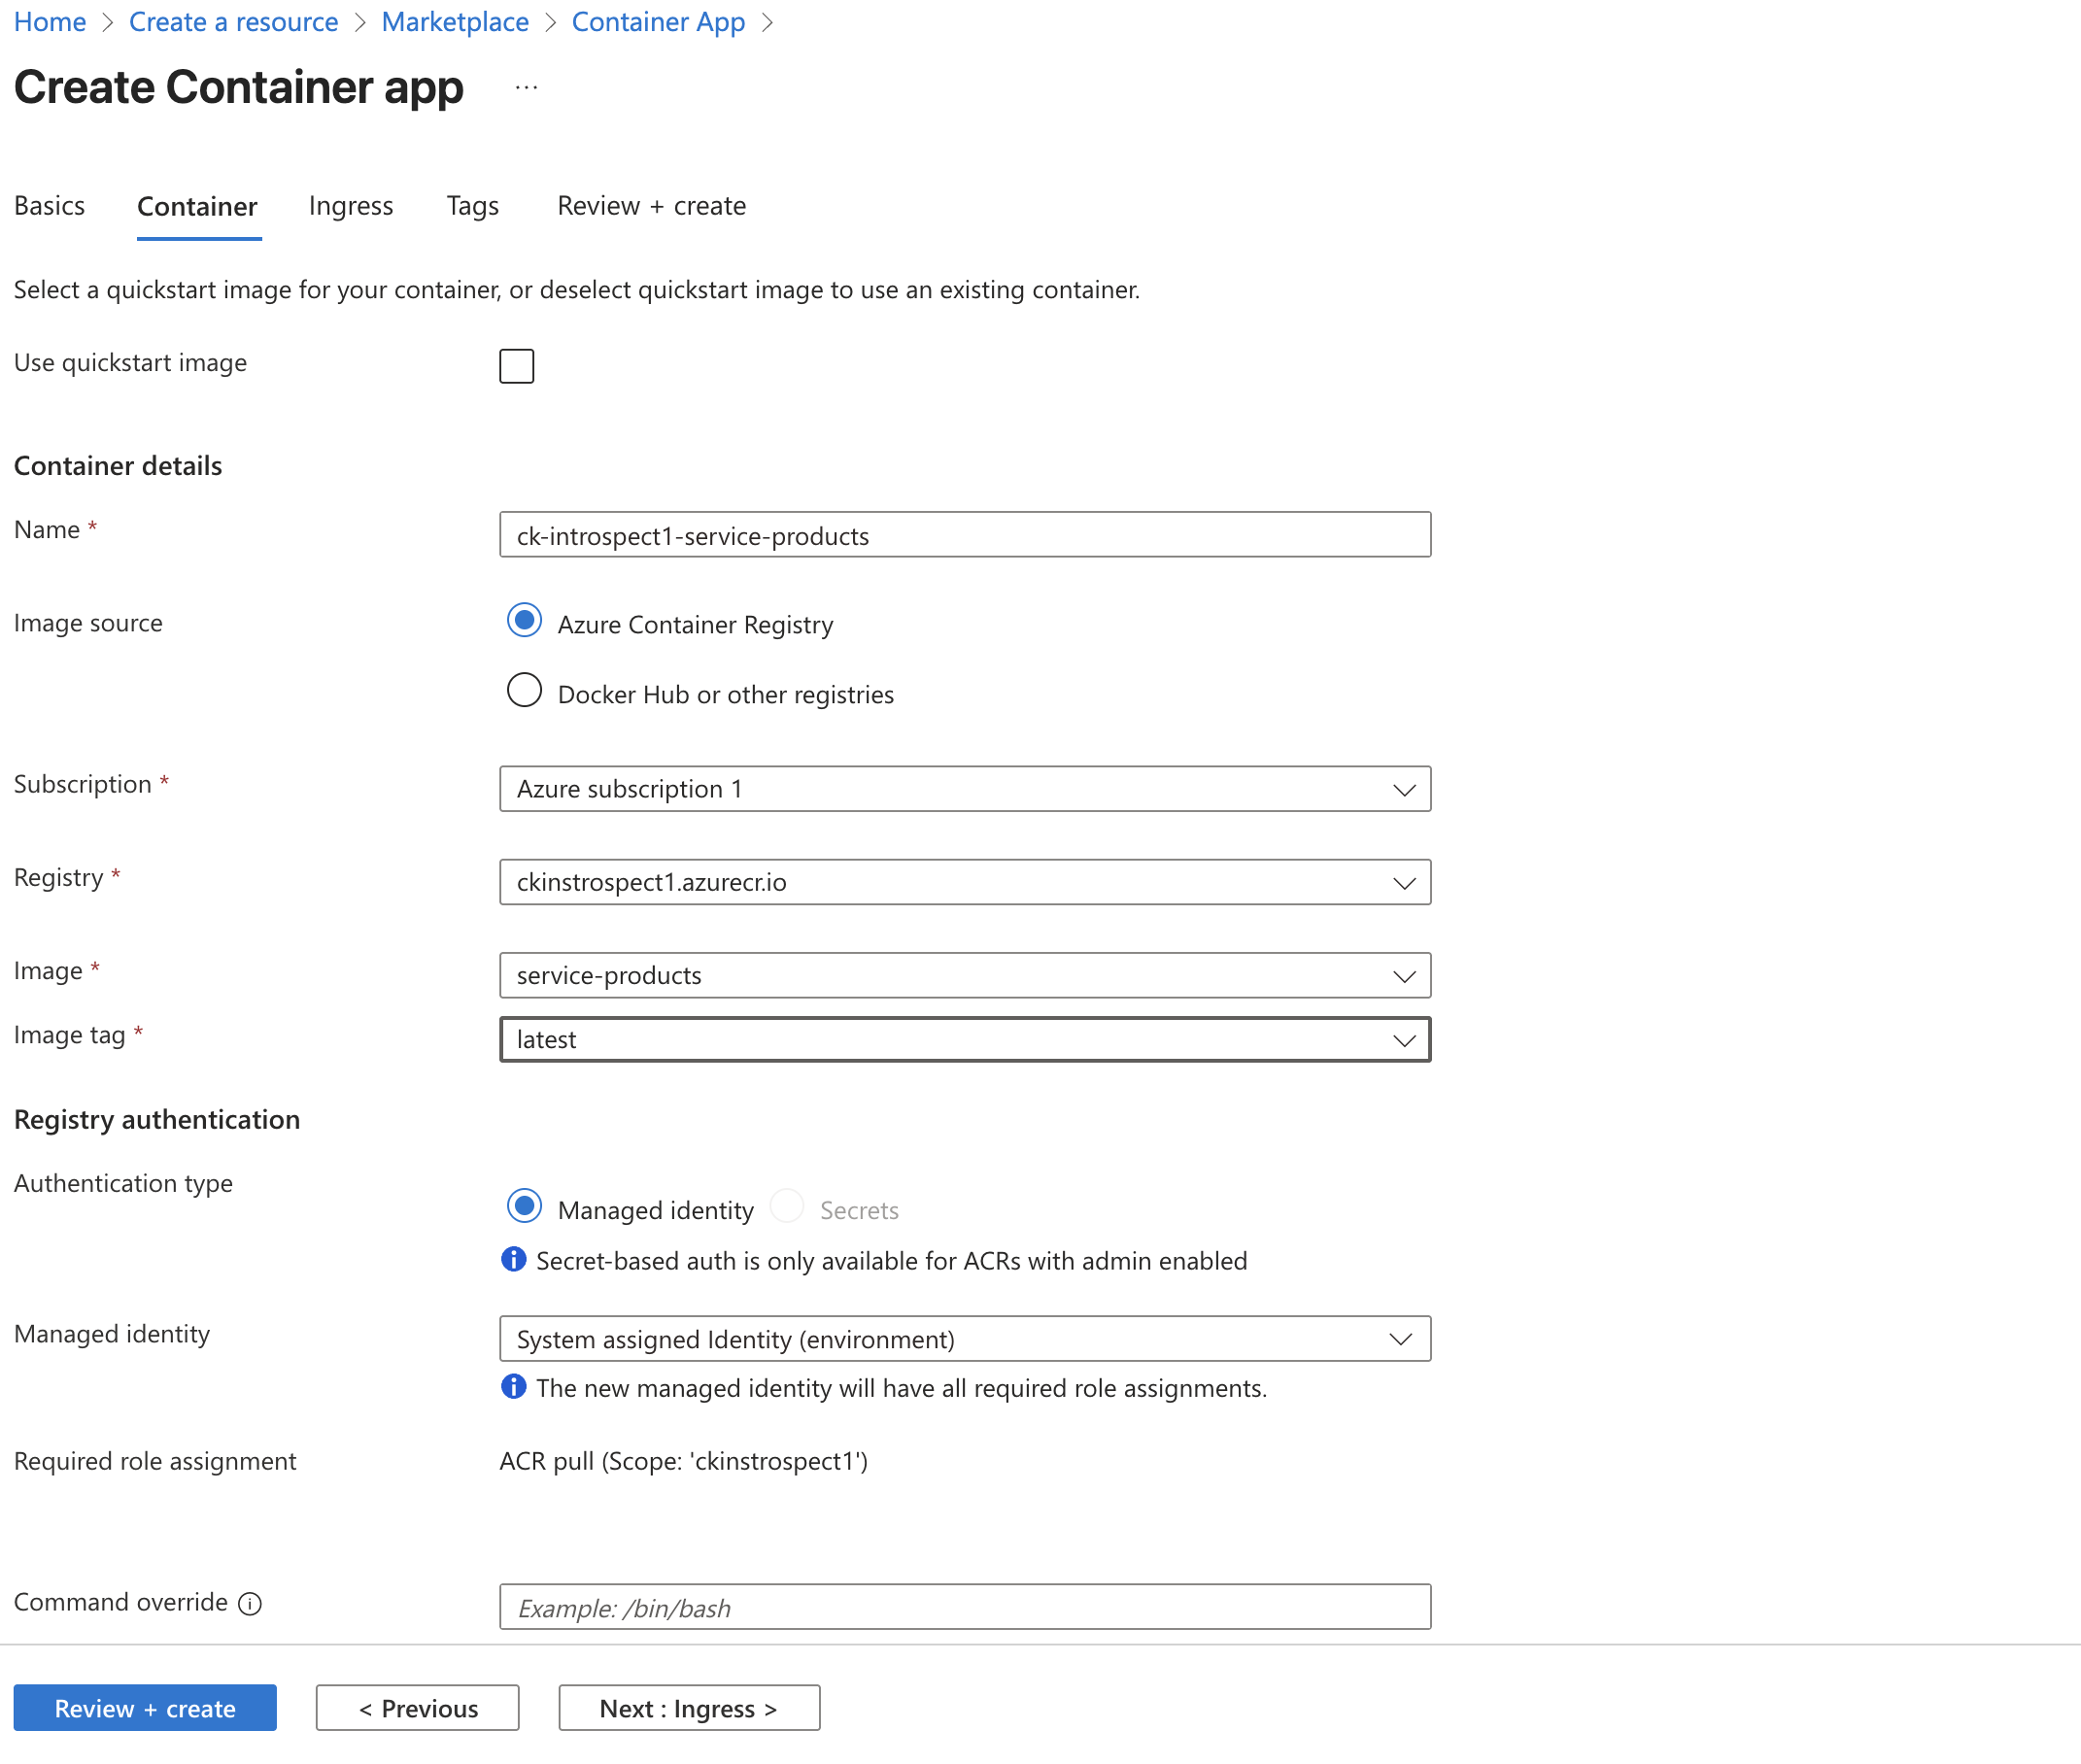 Home > Create a resource > Marketplace > Container App >
Create Container app ...
Basics Container Ingress Tags Review + create
Select a quickstart image for your container, or deselect quickstart image to use an existing container.
Use quickstart image
Container details
Name * ck-introspect1-service-products
Image source Azure Container Registry
Docker Hub or other registries
Subscription * Azure subscription 1
Registry * ckinstrospect1.azurecr.io
Image * service-products
Image tag * latest
Registry authentication
Authentication type
Managed identity Secrets
Secret-based auth is only available for ACRs with admin enabled
Managed identity System assigned Identity (environment)
The new managed identity will have all required role assignments.
Required role assignment ACR pull (Scope: 'ckinstrospect1')
Command override Example: /bin/bash
Review + create < Previous Next : Ingress >